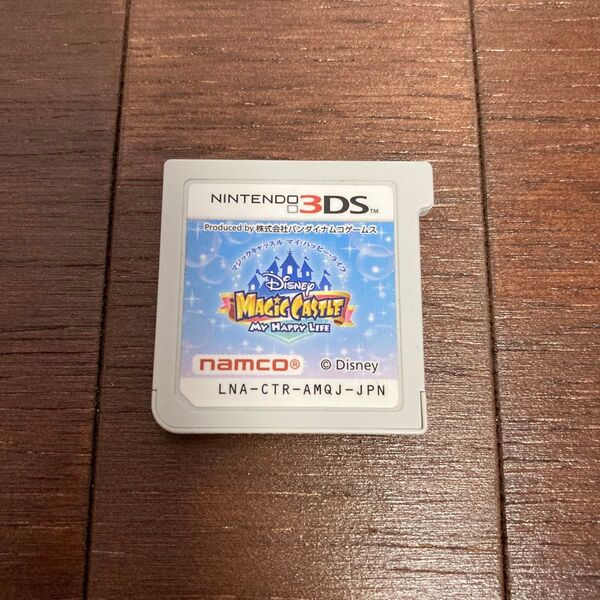 NINTENDO 3DS™
Produced by 株式会社バンダイナムコゲームス
マジックキャッスル マイ・ハッピー・ライフ
Disney
MAGIC CASTLE
MY HAPPY LIFE
namco® © Disney
LNA-CTR-AMQJ-JPN